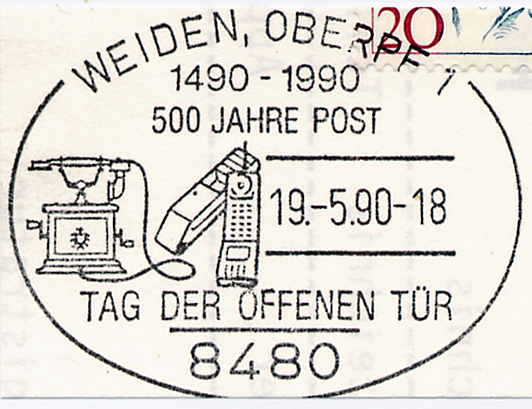 20
WEIDEN, OBERPF 1
1490 - 1990
500 JAHRE POST
19.-5.90-18
TAG DER OFFENEN TÜR
8480